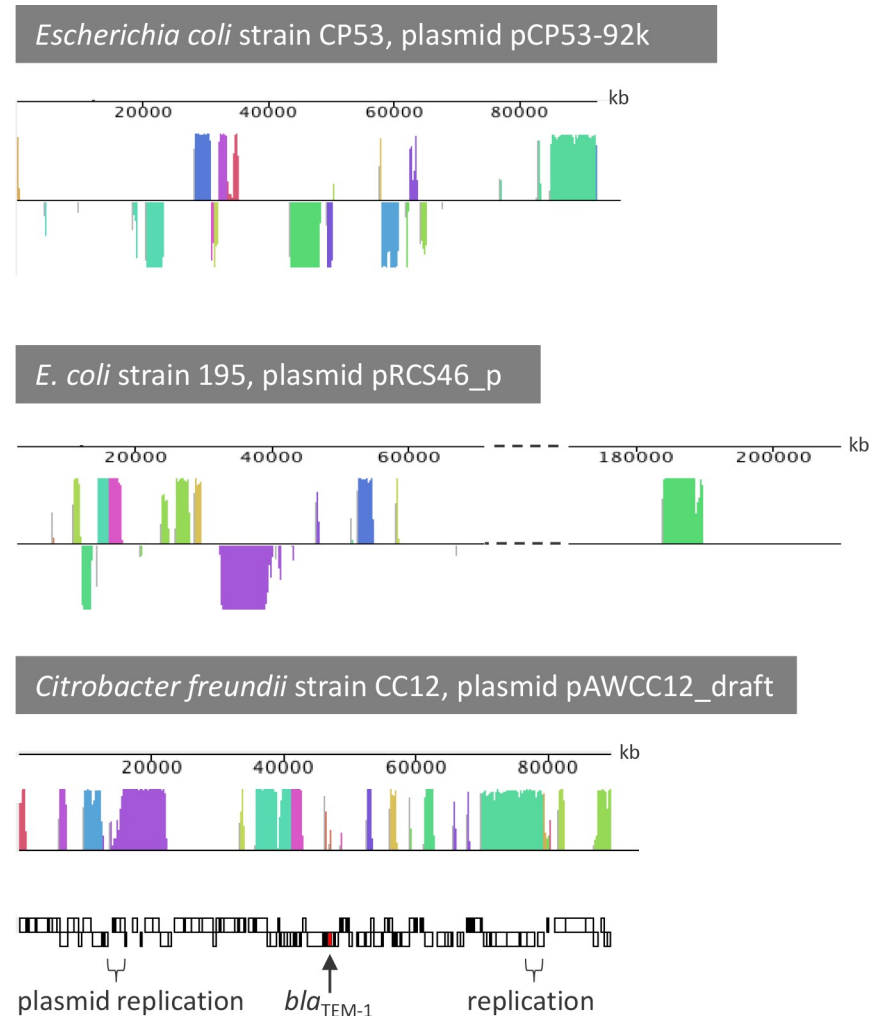 Escherichia coli strain CP53, plasmid pCP53-92k
20000 40000 60000 80000 kb
E. coli strain 195, plasmid pRCS46_p
20000 40000 60000 180000 200000 kb
Citrobacter freundii strain CC12, plasmid pAWCC12_draft
20000 40000 60000 80000 kb
plasmid replication blaTEM-1 replication